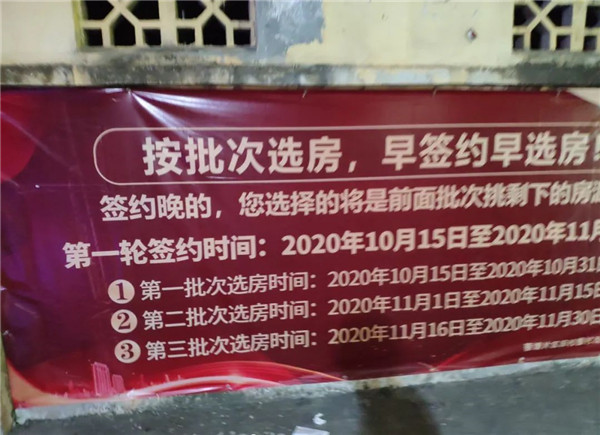 按批次选房，早签约早选房！
签约晚的，您选择的将是前面批次挑剩下的房源
第一轮签约时间：2020年10月15日至2020年11月
1 第一批次选房时间：2020年10月15日至2020年10月31
2 第二批次选房时间：2020年11月1日至2020年11月15日
3 第三批次选房时间：2020年11月16日至2020年11月30日